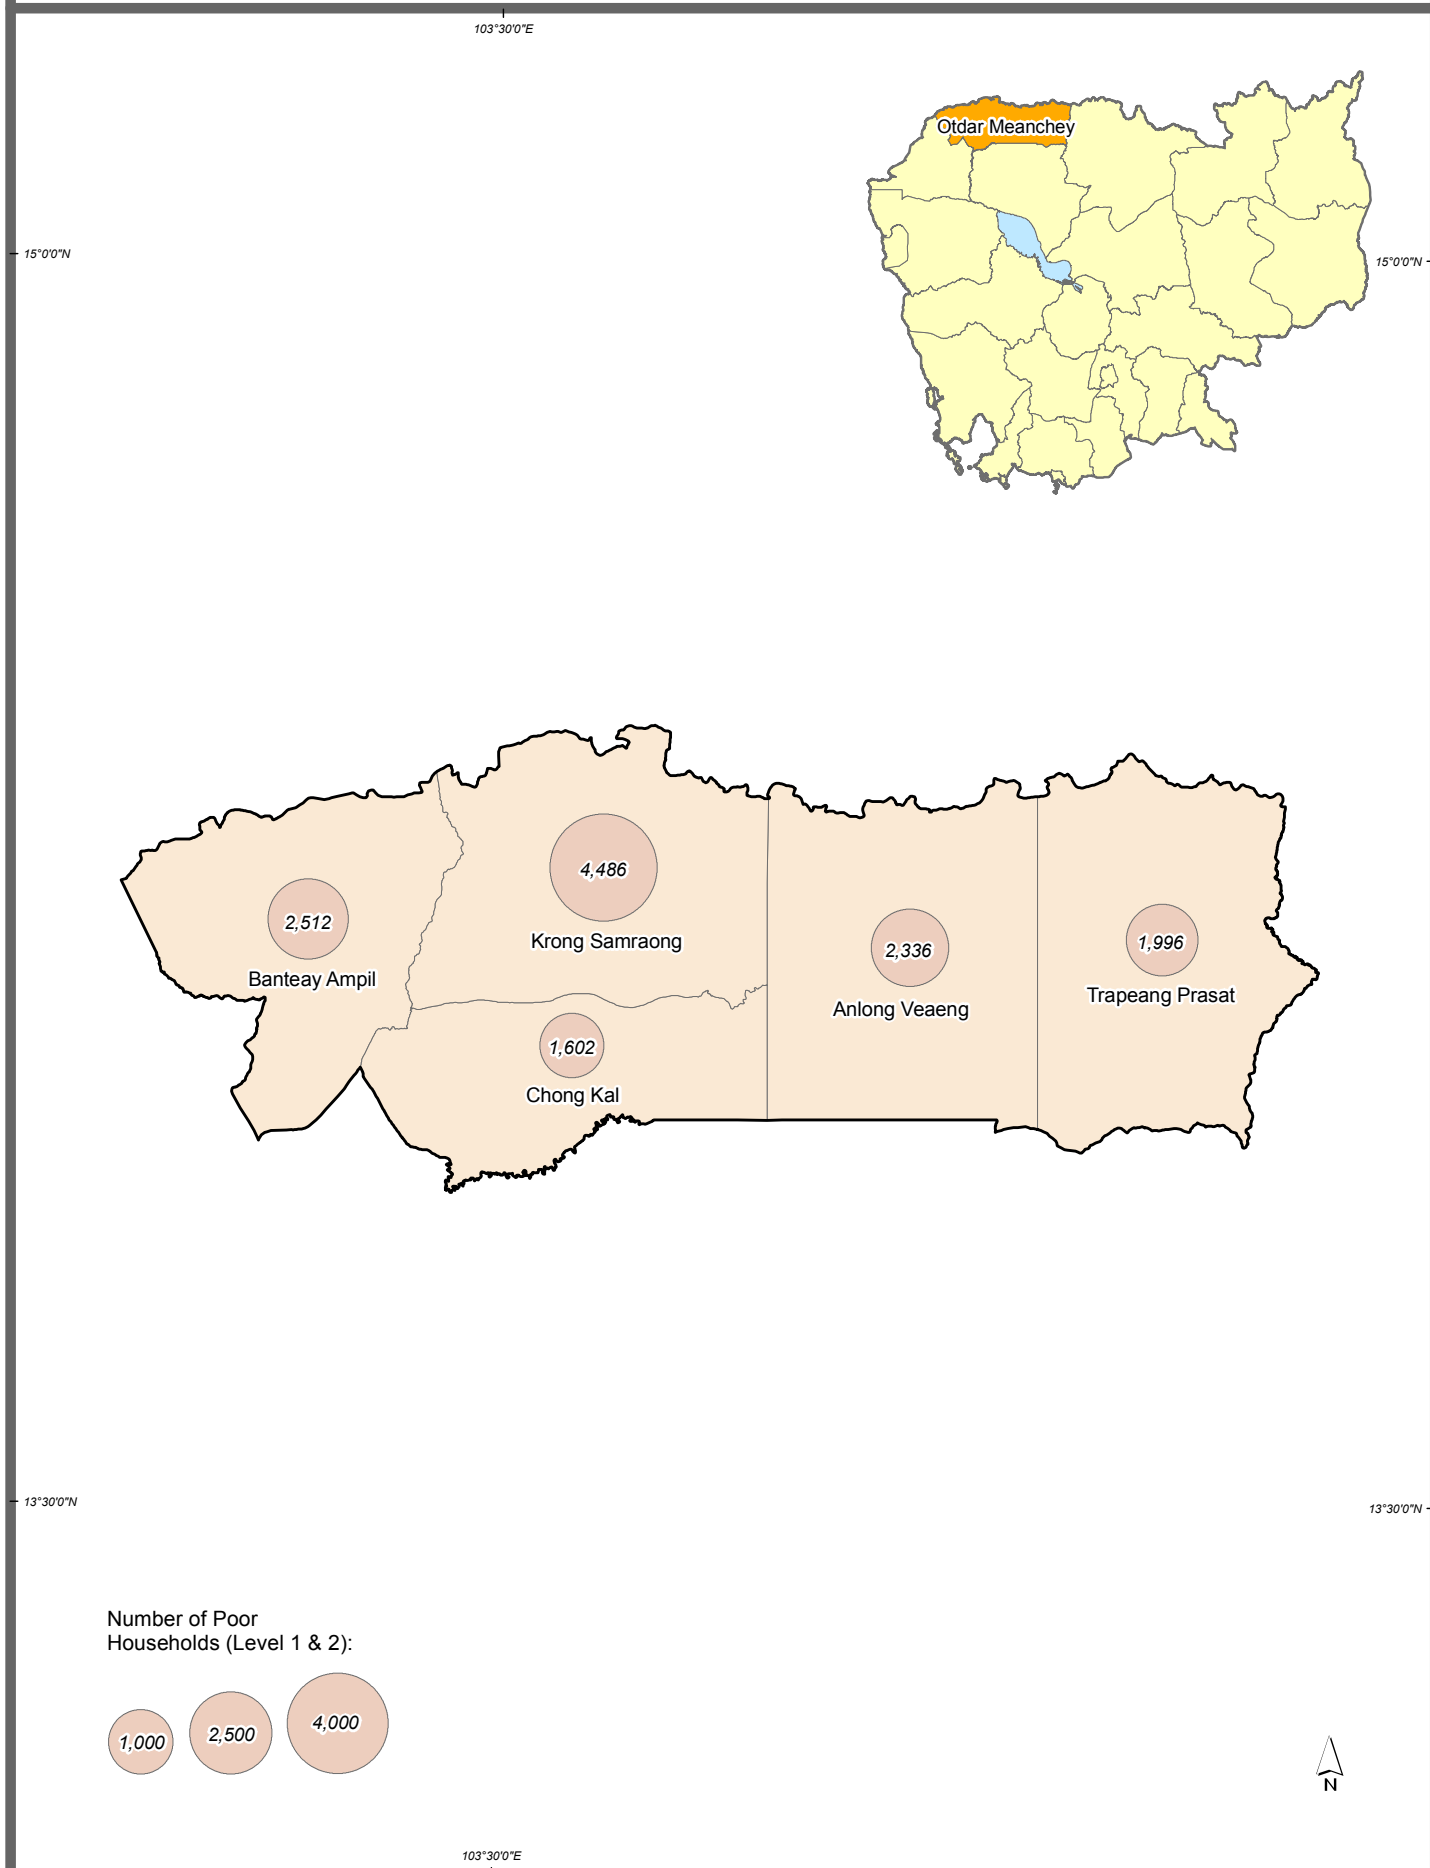 103°30'0"E
Otdar Meanchey
15°0'0"N
15°0'0"N
4,486
2,512
Krong Samraong
1,996
2,336
Banteay Ampil
Trapeang Prasat
Anlong Veaeng
1,602
Chong Kal
13°30'0"N
13°30'0"N
Number of Poor
Households (Level 1 & 2):
1,000
2,500
4,000
N
103°30'0"E